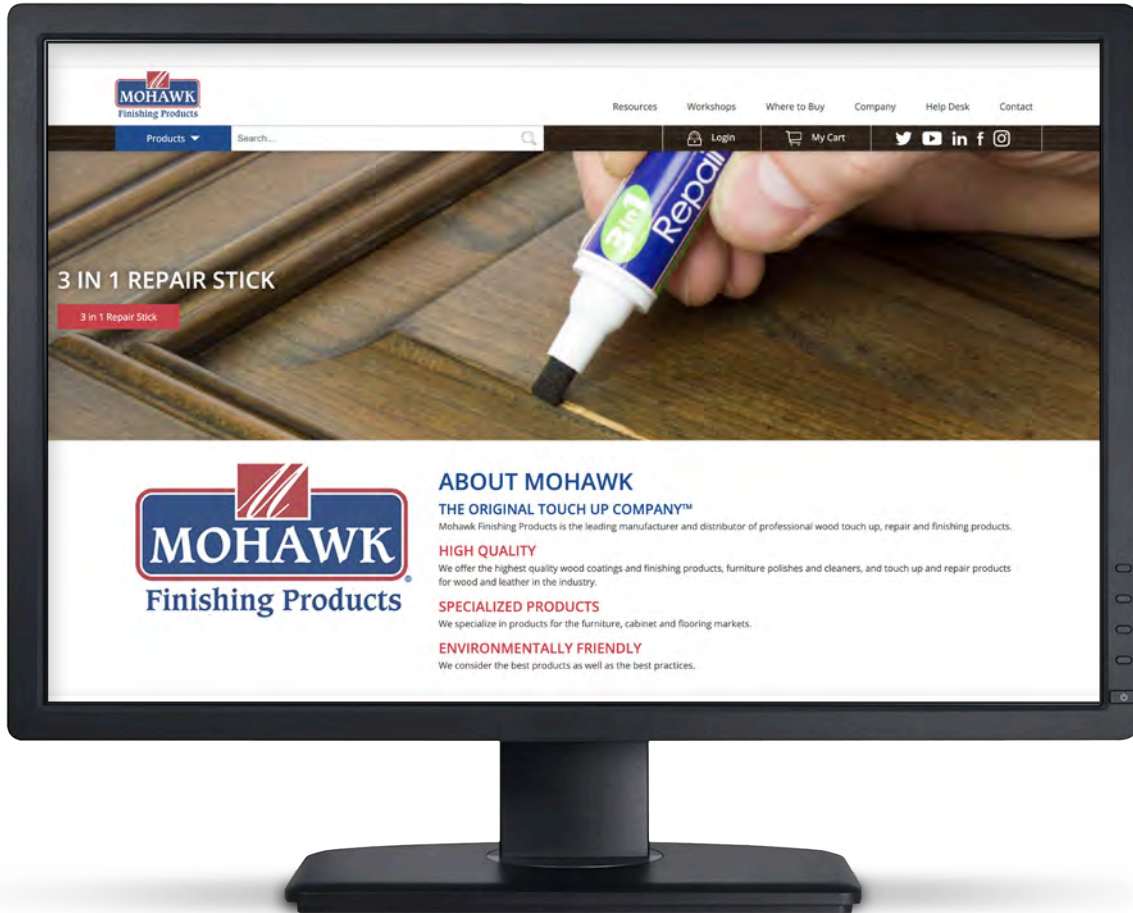 MOHAWK
Finishing Products
Resources Workshops Where to Buy Company Help Desk Contact
Products Search... Login My Cart
3 in 1
Repair
3 IN 1 REPAIR STICK
3 in 1 Repair Stick
MOHAWK
Finishing Products
ABOUT MOHAWK
THE ORIGINAL TOUCH UP COMPANY™
Mohawk Finishing Products is the leading manufacturer and distributor of professional wood touch up, repair and finishing products.
HIGH QUALITY
We offer the highest quality wood coatings and finishing products, furniture polishes and cleaners, and touch up and repair products
for wood and leather in the industry.
SPECIALIZED PRODUCTS
We specialize in products for the furniture, cabinet and flooring markets.
ENVIRONMENTALLY FRIENDLY
We consider the best products as well as the best practices.